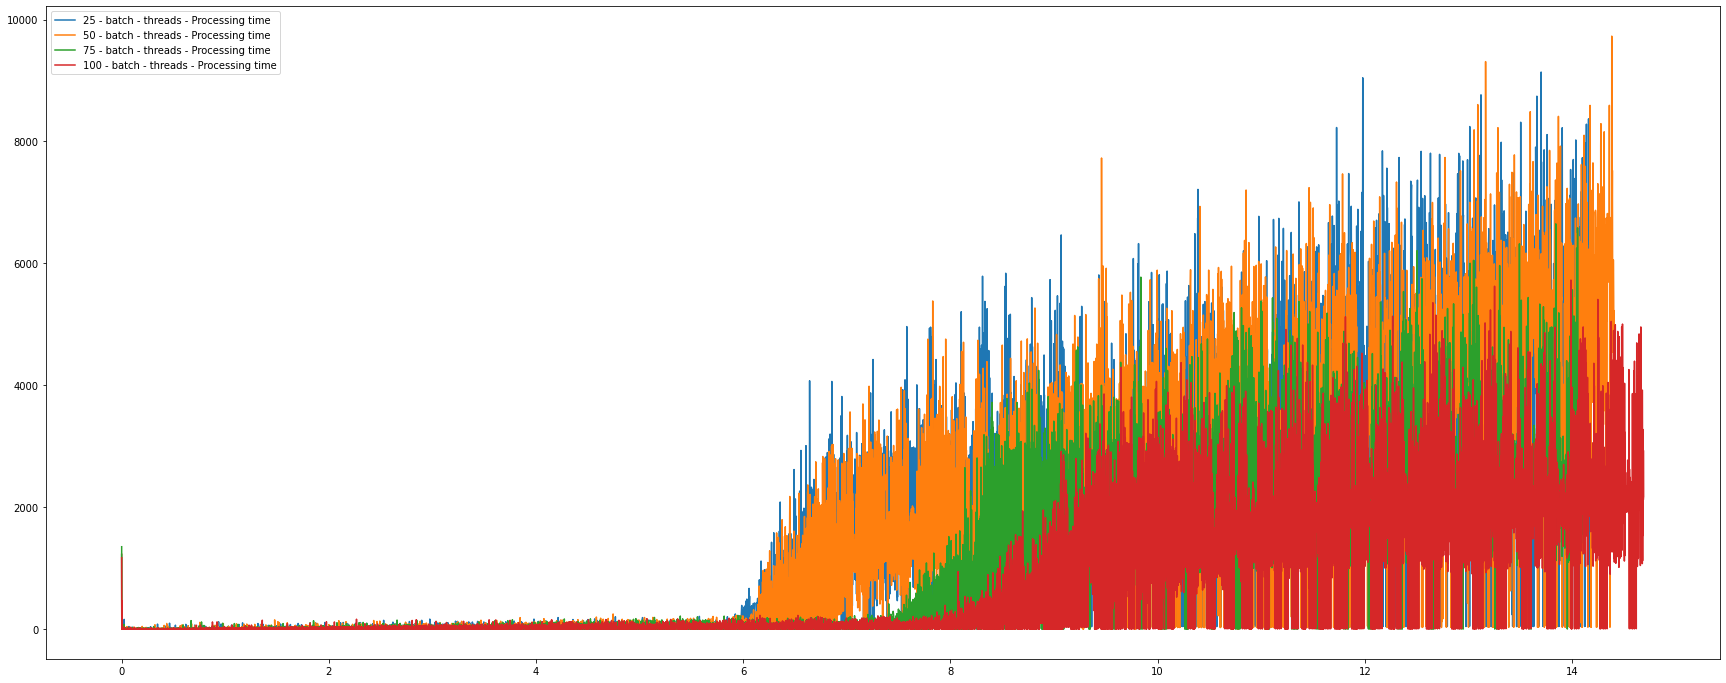 25 - batch - threads - Processing time
50 - batch - threads - Processing time
75 - batch - threads - Processing time
100 - batch - threads - Processing time
10000
8000
6000
4000
2000
0
0 2 4 6 8 10 12 14